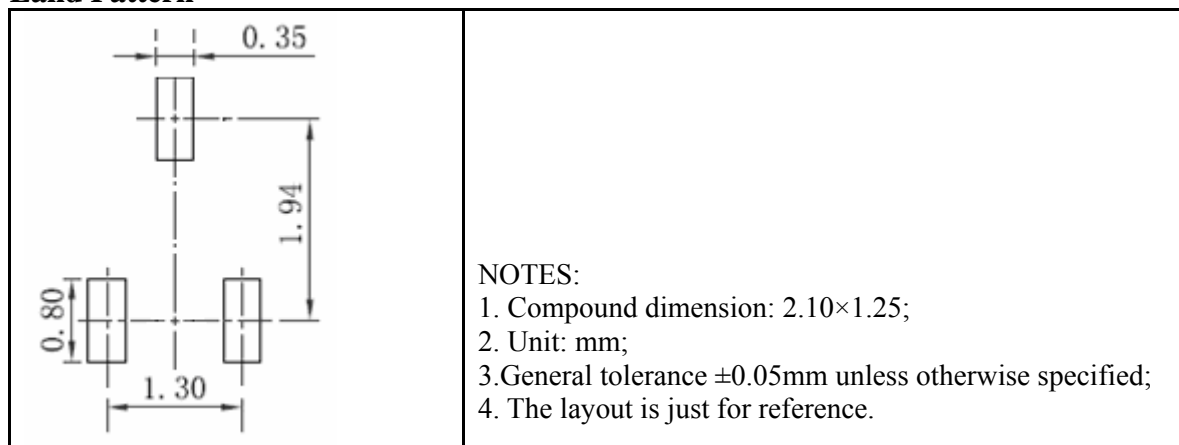 Land Pattern
0.35
1.94
0.80
1.30
NOTES:
1. Compound dimension: 2.10×1.25;
2. Unit: mm;
3.General tolerance ±0.05mm unless otherwise specified;
4. The layout is just for reference.